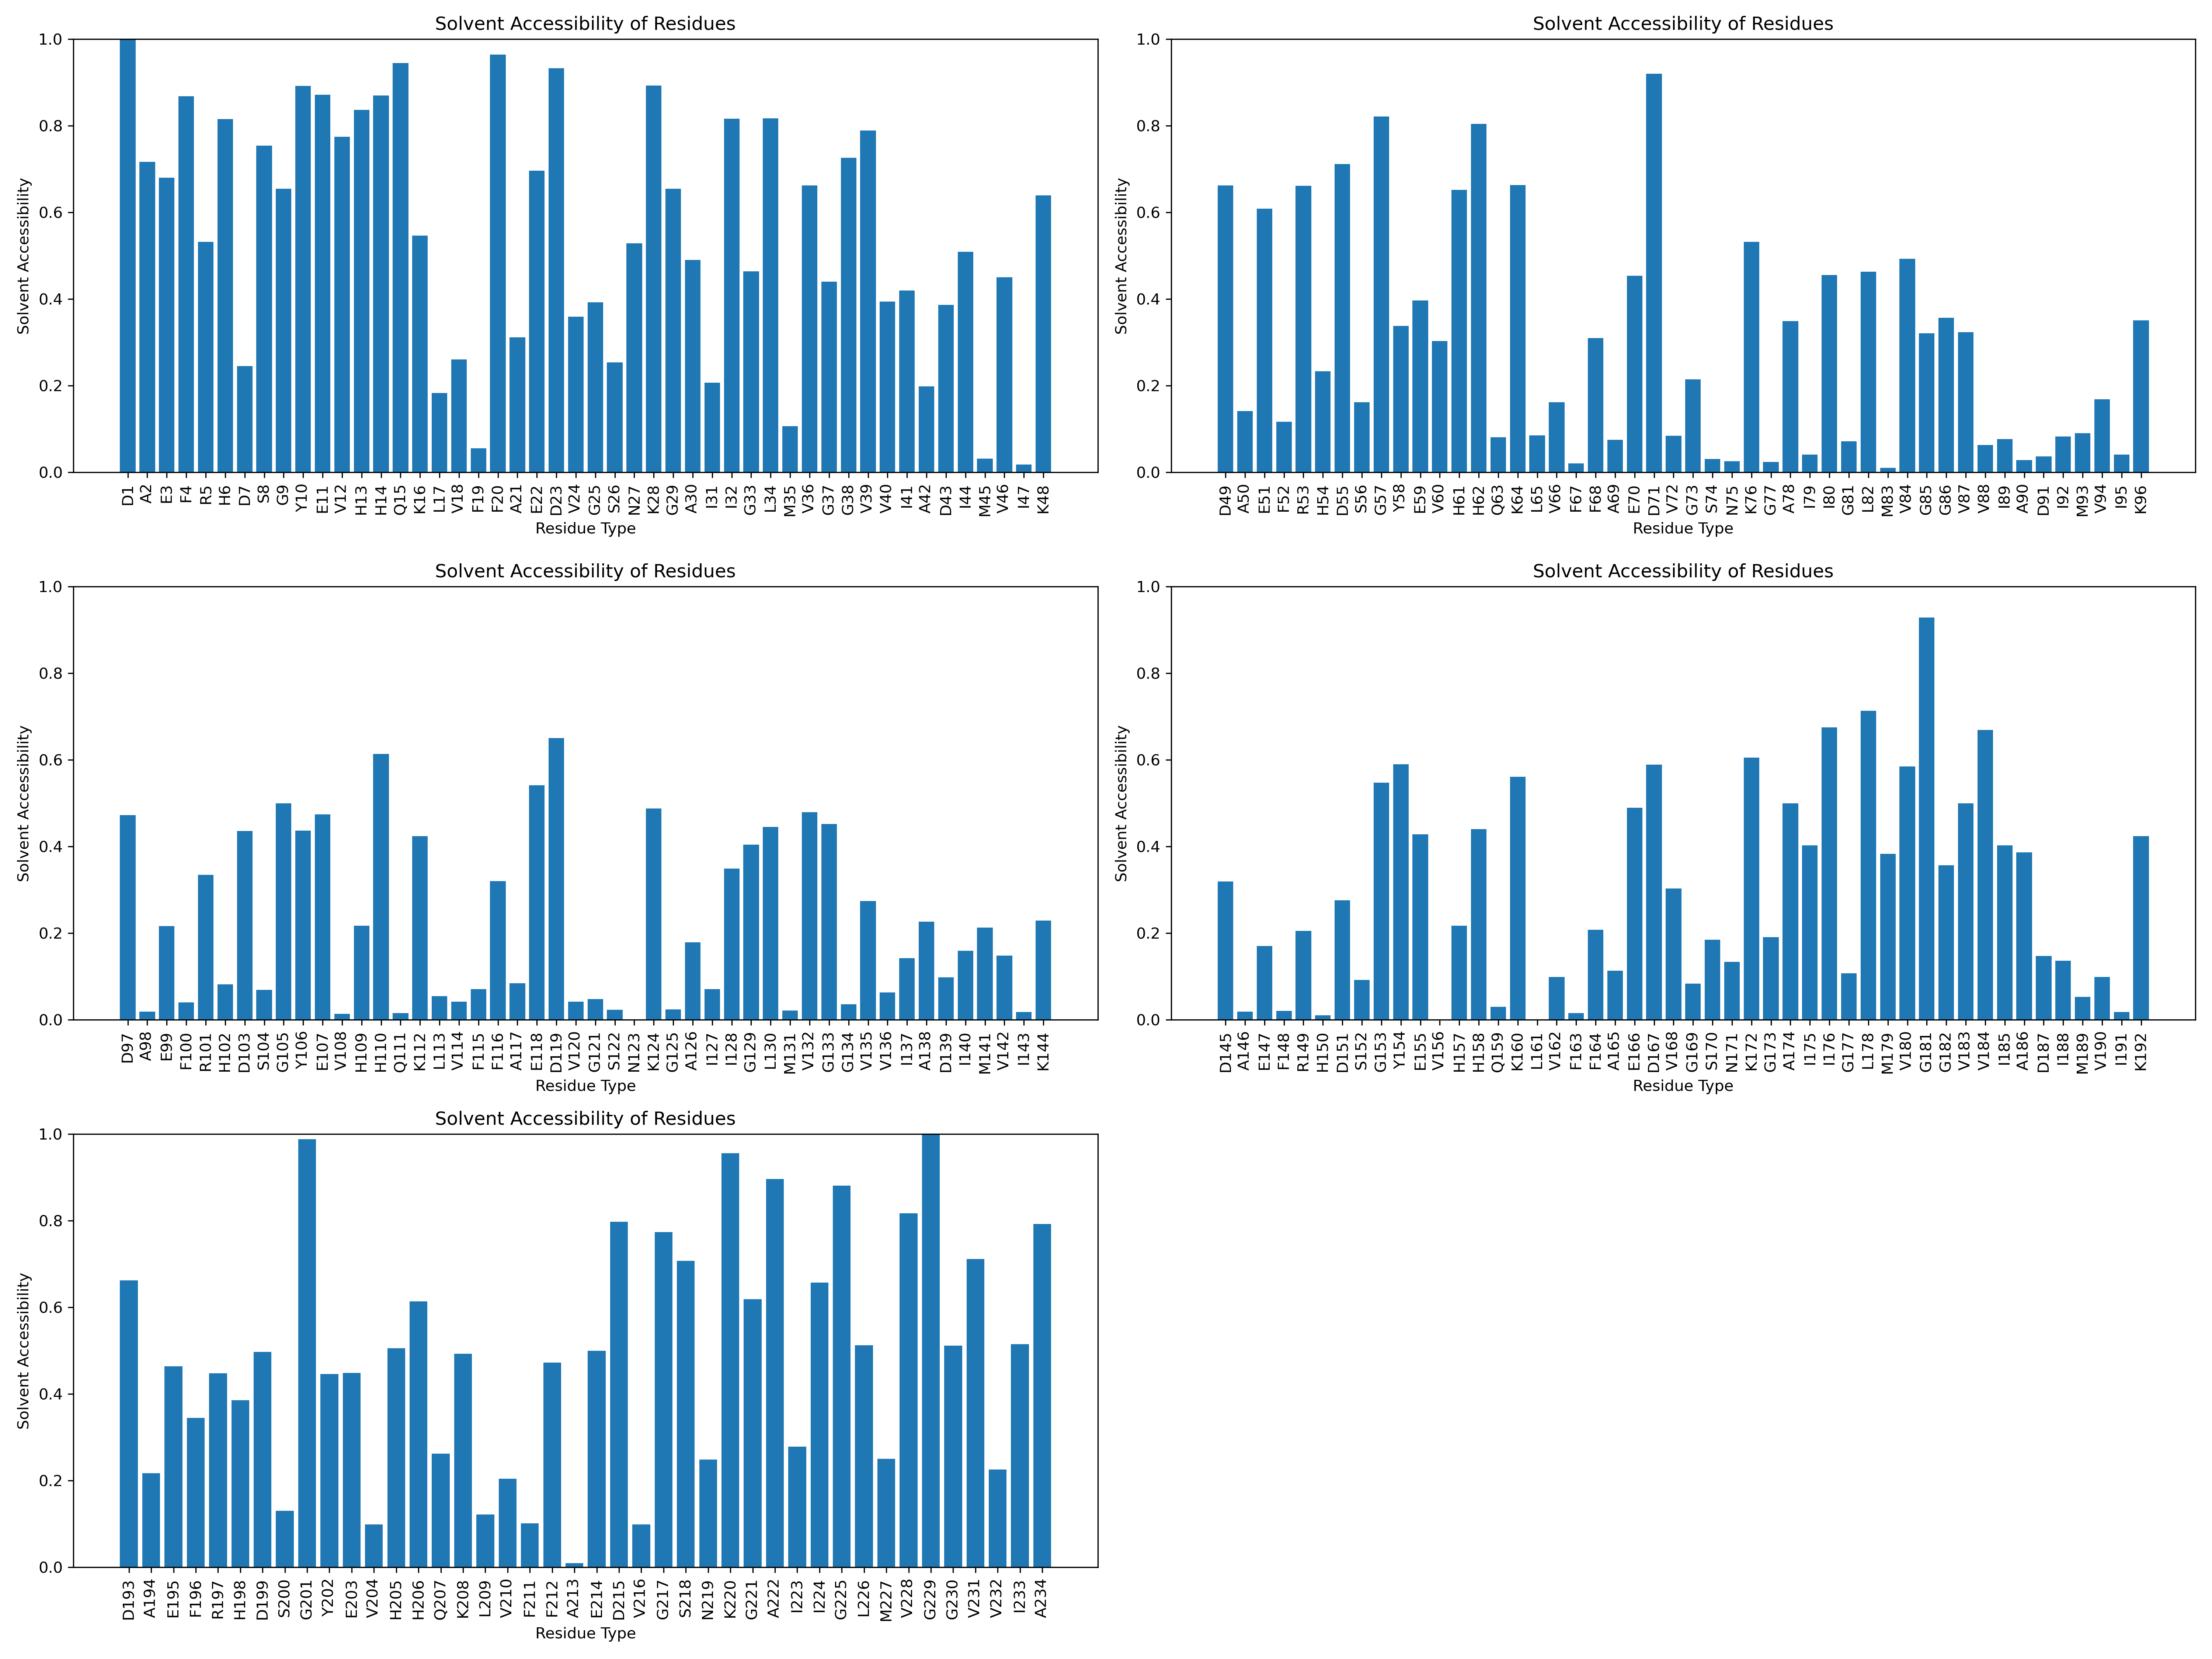 Solvent Accessibility of Residues
1.0
0.8
0.6
0.4
0.2
0.0
Solvent Accessibility
D1 A2 E3 F4 R5 H6 D7 S8 G9 Y10 E11 V12 H13 H14 Q15 K16 L17 V18 F19 F20 A21 E22 D23 V24 G25 S26 N27 K28 G29 A30 I31 I32 G33 L34 M35 V36 G37 G38 V39 V40 I41 A42 D43 I44 M45 V46 I47 K48
Residue Type
Solvent Accessibility of Residues
1.0
0.8
0.6
0.4
0.2
0.0
Solvent Accessibility
D49 A50 E51 F52 R53 H54 D55 S56 G57 Y58 E59 V60 H61 H62 Q63 K64 L65 V66 F67 F68 A69 E70 D71 V72 G73 S74 N75 K76 G77 A78 I79 I80 G81 L82 M83 V84 G85 G86 V87 V88 I89 A90 D91 I92 M93 V94 I95 K96
Residue Type
Solvent Accessibility of Residues
1.0
0.8
0.6
0.4
0.2
0.0
Solvent Accessibility
D97 A98 E99 F100 R101 H102 D103 S104 G105 Y106 E107 V108 H109 H110 Q111 K112 L113 V114 F115 F116 A117 E118 D119 V120 G121 S122 N123 K124 G125 A126 I127 I128 G129 L130 M131 V132 G133 G134 V135 V136 I137 A138 D139 I140 M141 V142 I143 K144
Residue Type
Solvent Accessibility of Residues
1.0
0.8
0.6
0.4
0.2
0.0
Solvent Accessibility
D145 A146 E147 F148 R149 H150 D151 S152 G153 Y154 E155 V156 H157 H158 Q159 K160 L161 V162 F163 F164 A165 E166 D167 V168 G169 S170 N171 K172 G173 A174 I175 I176 G177 L178 M179 V180 G181 G182 V183 V184 I185 A186 D187 I188 M189 V190 I191 K192
Residue Type
Solvent Accessibility of Residues
1.0
0.8
0.6
0.4
0.2
0.0
Solvent Accessibility
D193 A194 E195 F196 R197 H198 D199 S200 G201 Y202 E203 V204 H205 H206 Q207 K208 L209 V210 F211 F212 A213 E214 D215 V216 G217 S218 N219 K220 G221 A222 I223 I224 G225 L226 M227 V228 G229 G230 V231 V232 I233 A234
Residue Type